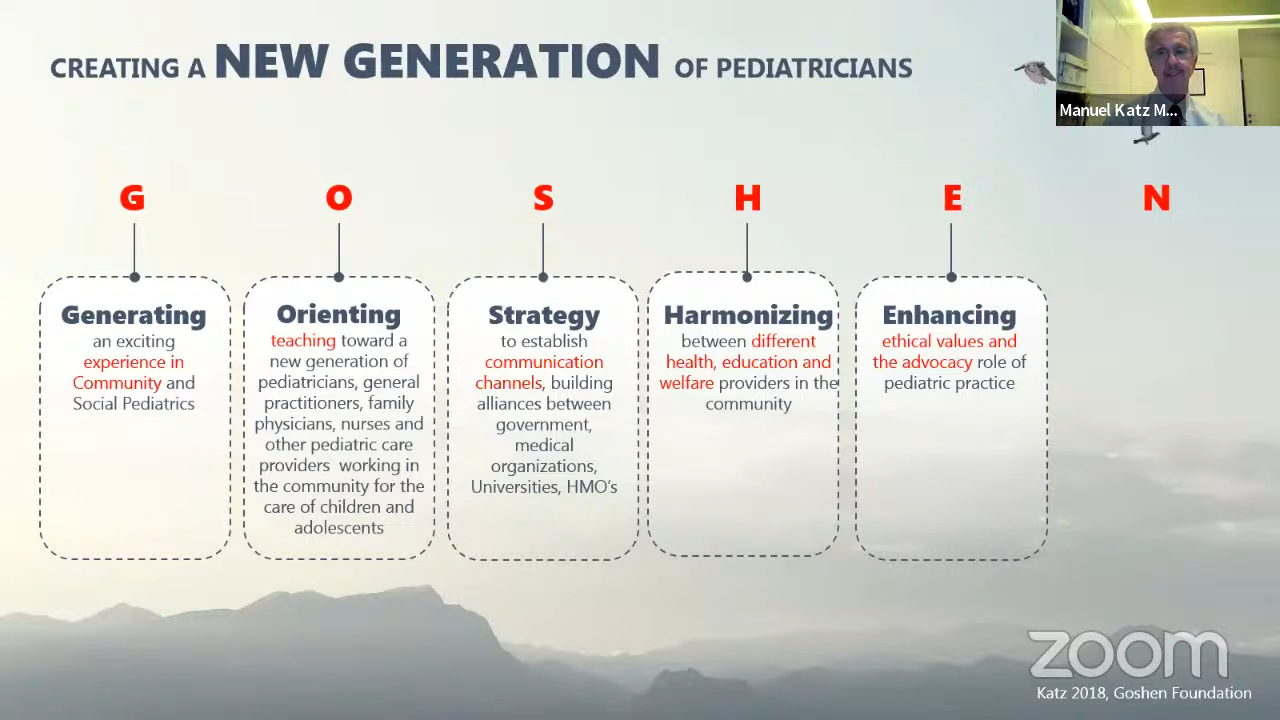 CREATING A NEW GENERATION OF PEDIATRICIANS
Manuel Katz M...
G O S H E N
Generating
an exciting
experience in
Community and
Social Pediatrics
Orienting
teaching toward a
new generation of
pediatricians, general
practitioners, family
physicians, nurses and
other pediatric care
providers working in
the community for the
care of children and
adolescents
Strategy
to establish
communication
channels, building
alliances between
government,
medical
organizations,
Universities, HMO's
Harmonizing
between different
health, education and
welfare providers in the
community
Enhancing
ethical values and
the advocacy role of
pediatric practice
zoom
Katz 2018, Goshen Foundation